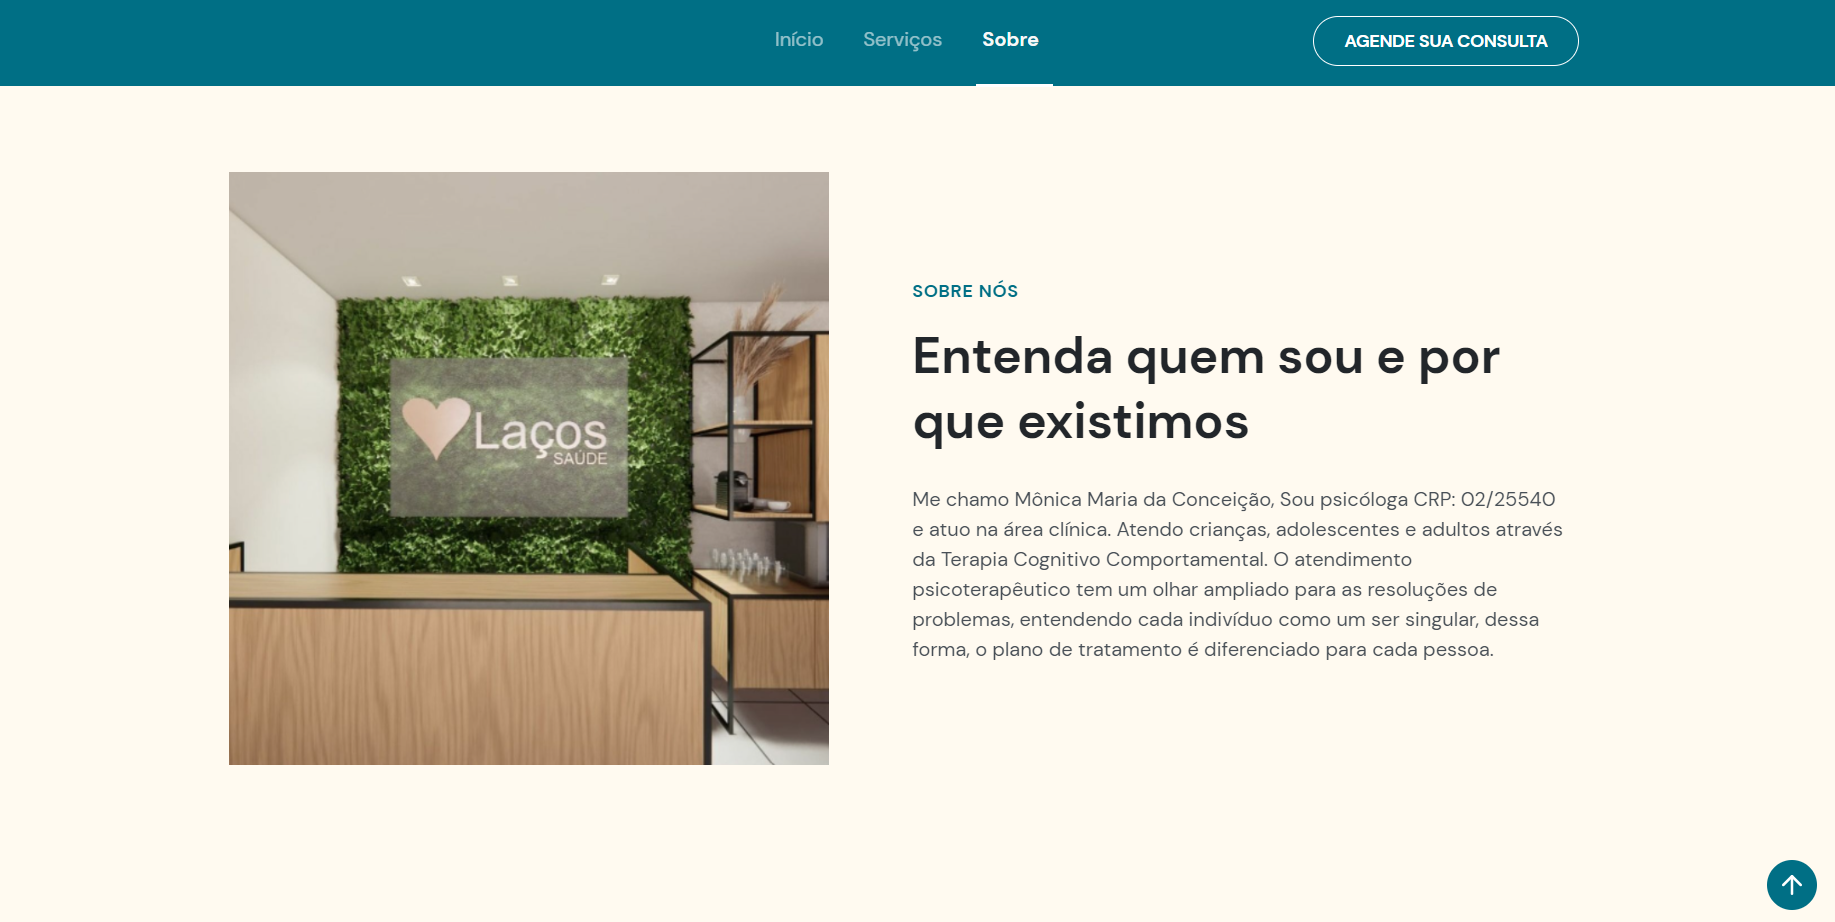 Início
Serviços
Sobre
AGENDE SUA CONSULTA
Laços
SAÚDE
SOBRE NÓS
Entenda quem sou e por
que existimos
Me chamo Mônica Maria da Conceição, Sou psicóloga CRP: 02/25540
e atuo na área clínica. Atendo crianças, adolescentes e adultos através
da Terapia Cognitivo Comportamental. O atendimento
psicoterapêutico tem um olhar ampliado para as resoluções de
problemas, entendendo cada indivíduo como um ser singular, dessa
forma, o plano de tratamento é diferenciado para cada pessoa.